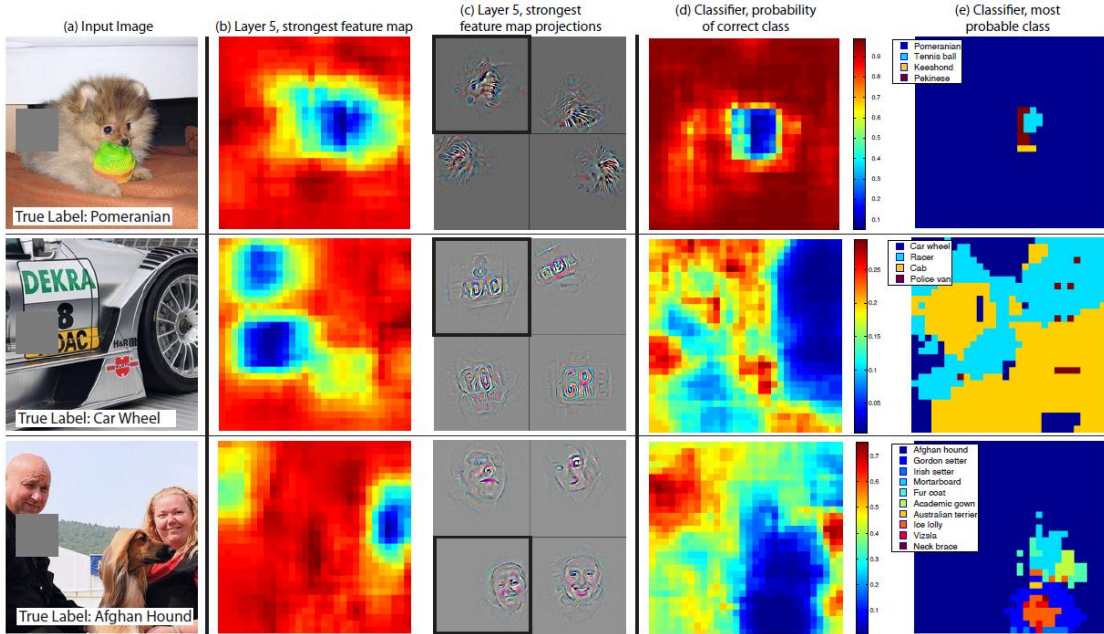 (a) Input Image
(b) Layer 5, strongest feature map
(c) Layer 5, strongest
feature map projections
(d) Classifier, probability
of correct class
(e) Classifier, most
probable class
True Label: Pomeranian
0.9
0.8
0.7
0.6
0.5
0.4
0.3
0.2
0.1
Pomeranian
Tennis ball
Keeshond
Pekinese
DEKRA
8
ADAC
H&R
True Label: Car Wheel
ADAC
0.25
0.2
0.15
0.1
0.05
Car wheel
Racer
Cab
Police van
True Label: Afghan Hound
0.7
0.6
0.5
0.4
0.3
0.2
0.1
Afghan hound
Gordon setter
Irish setter
Mortarboard
Fur coat
Academic gown
Australian terrier
Ice lolly
Vizsla
Neck brace